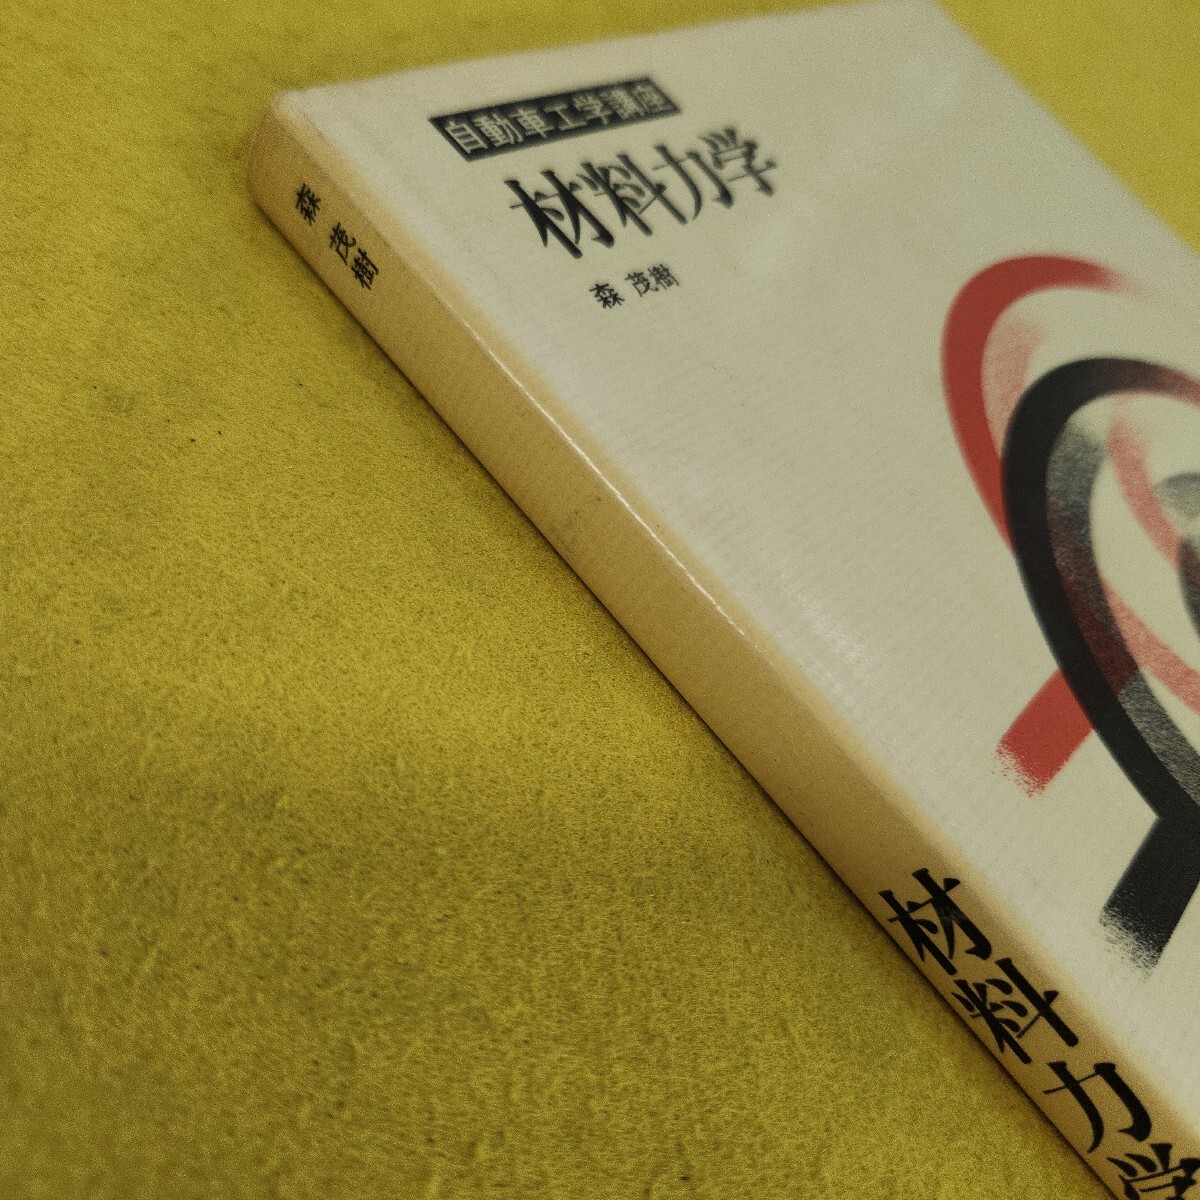 自動車工学講座
材料力学
森 茂樹
森 茂樹
材料力学